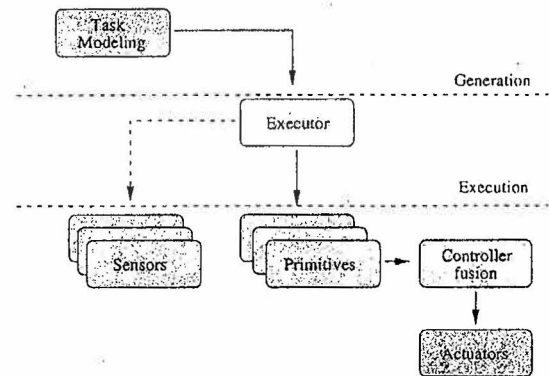 Task
Modeling
Generation
Executor
Execution
Sensors
Primitives
Controller
fusion
Actuators